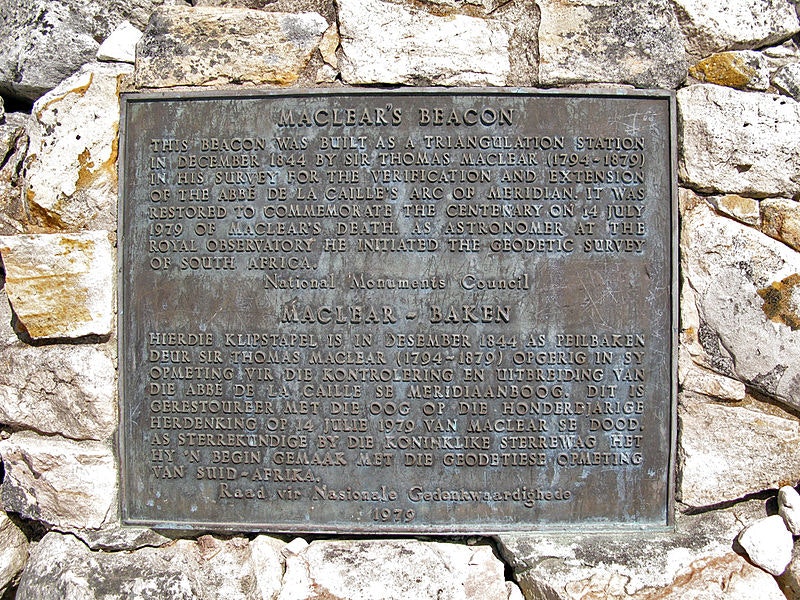 MACLEAR'S BEACON
THIS BEACON WAS BUILT AS A TRIANGULATION STATION
IN DECEMBER 1844 BY SIR THOMAS MACLEAR (1794-1879)
IN HIS SURVEY FOR THE VERIFICATION AND EXTENSION
OF THE ABBÉ DE LA CAILLE'S ARC OF MERIDIAN. IT WAS
RESTORED TO COMMEMORATE THE CENTENARY ON 14 JULY
1979 OF MACLEAR'S DEATH. AS ASTRONOMER AT THE
ROYAL OBSERVATORY HE INITIATED THE GEODETIC SURVEY
OF SOUTH AFRICA.
National Monuments Council
MACLEAR - BAKEN
HIERDIE KLIPSTAPEL IS IN DESEMBER 1844 AS PEILBAKEN
DEUR SIR THOMAS MACLEAR (1794-1879) OPGERIG IN SY
OPMETING VIR DIE KONTROLERING EN UITBREIDING VAN
DIE ABBÉ DE LA CAILLE SE MERIDIAANBOOG. DIT IS
GERESTOUREER MET DIE OOG OP DIE HONDERDJARIGE
HERDENKING OP 14 JULIE 1979 VAN MACLEAR SE DOOD.
AS STERREKUNDIGE BY DIE KONINKLIKE STERREWAG HET
HY 'N BEGIN GEMAAK MET DIE GEODETIESE OPMETING
VAN SUID-AFRIKA.
Raad vir Nasionale Gedenkwaardighede
1979